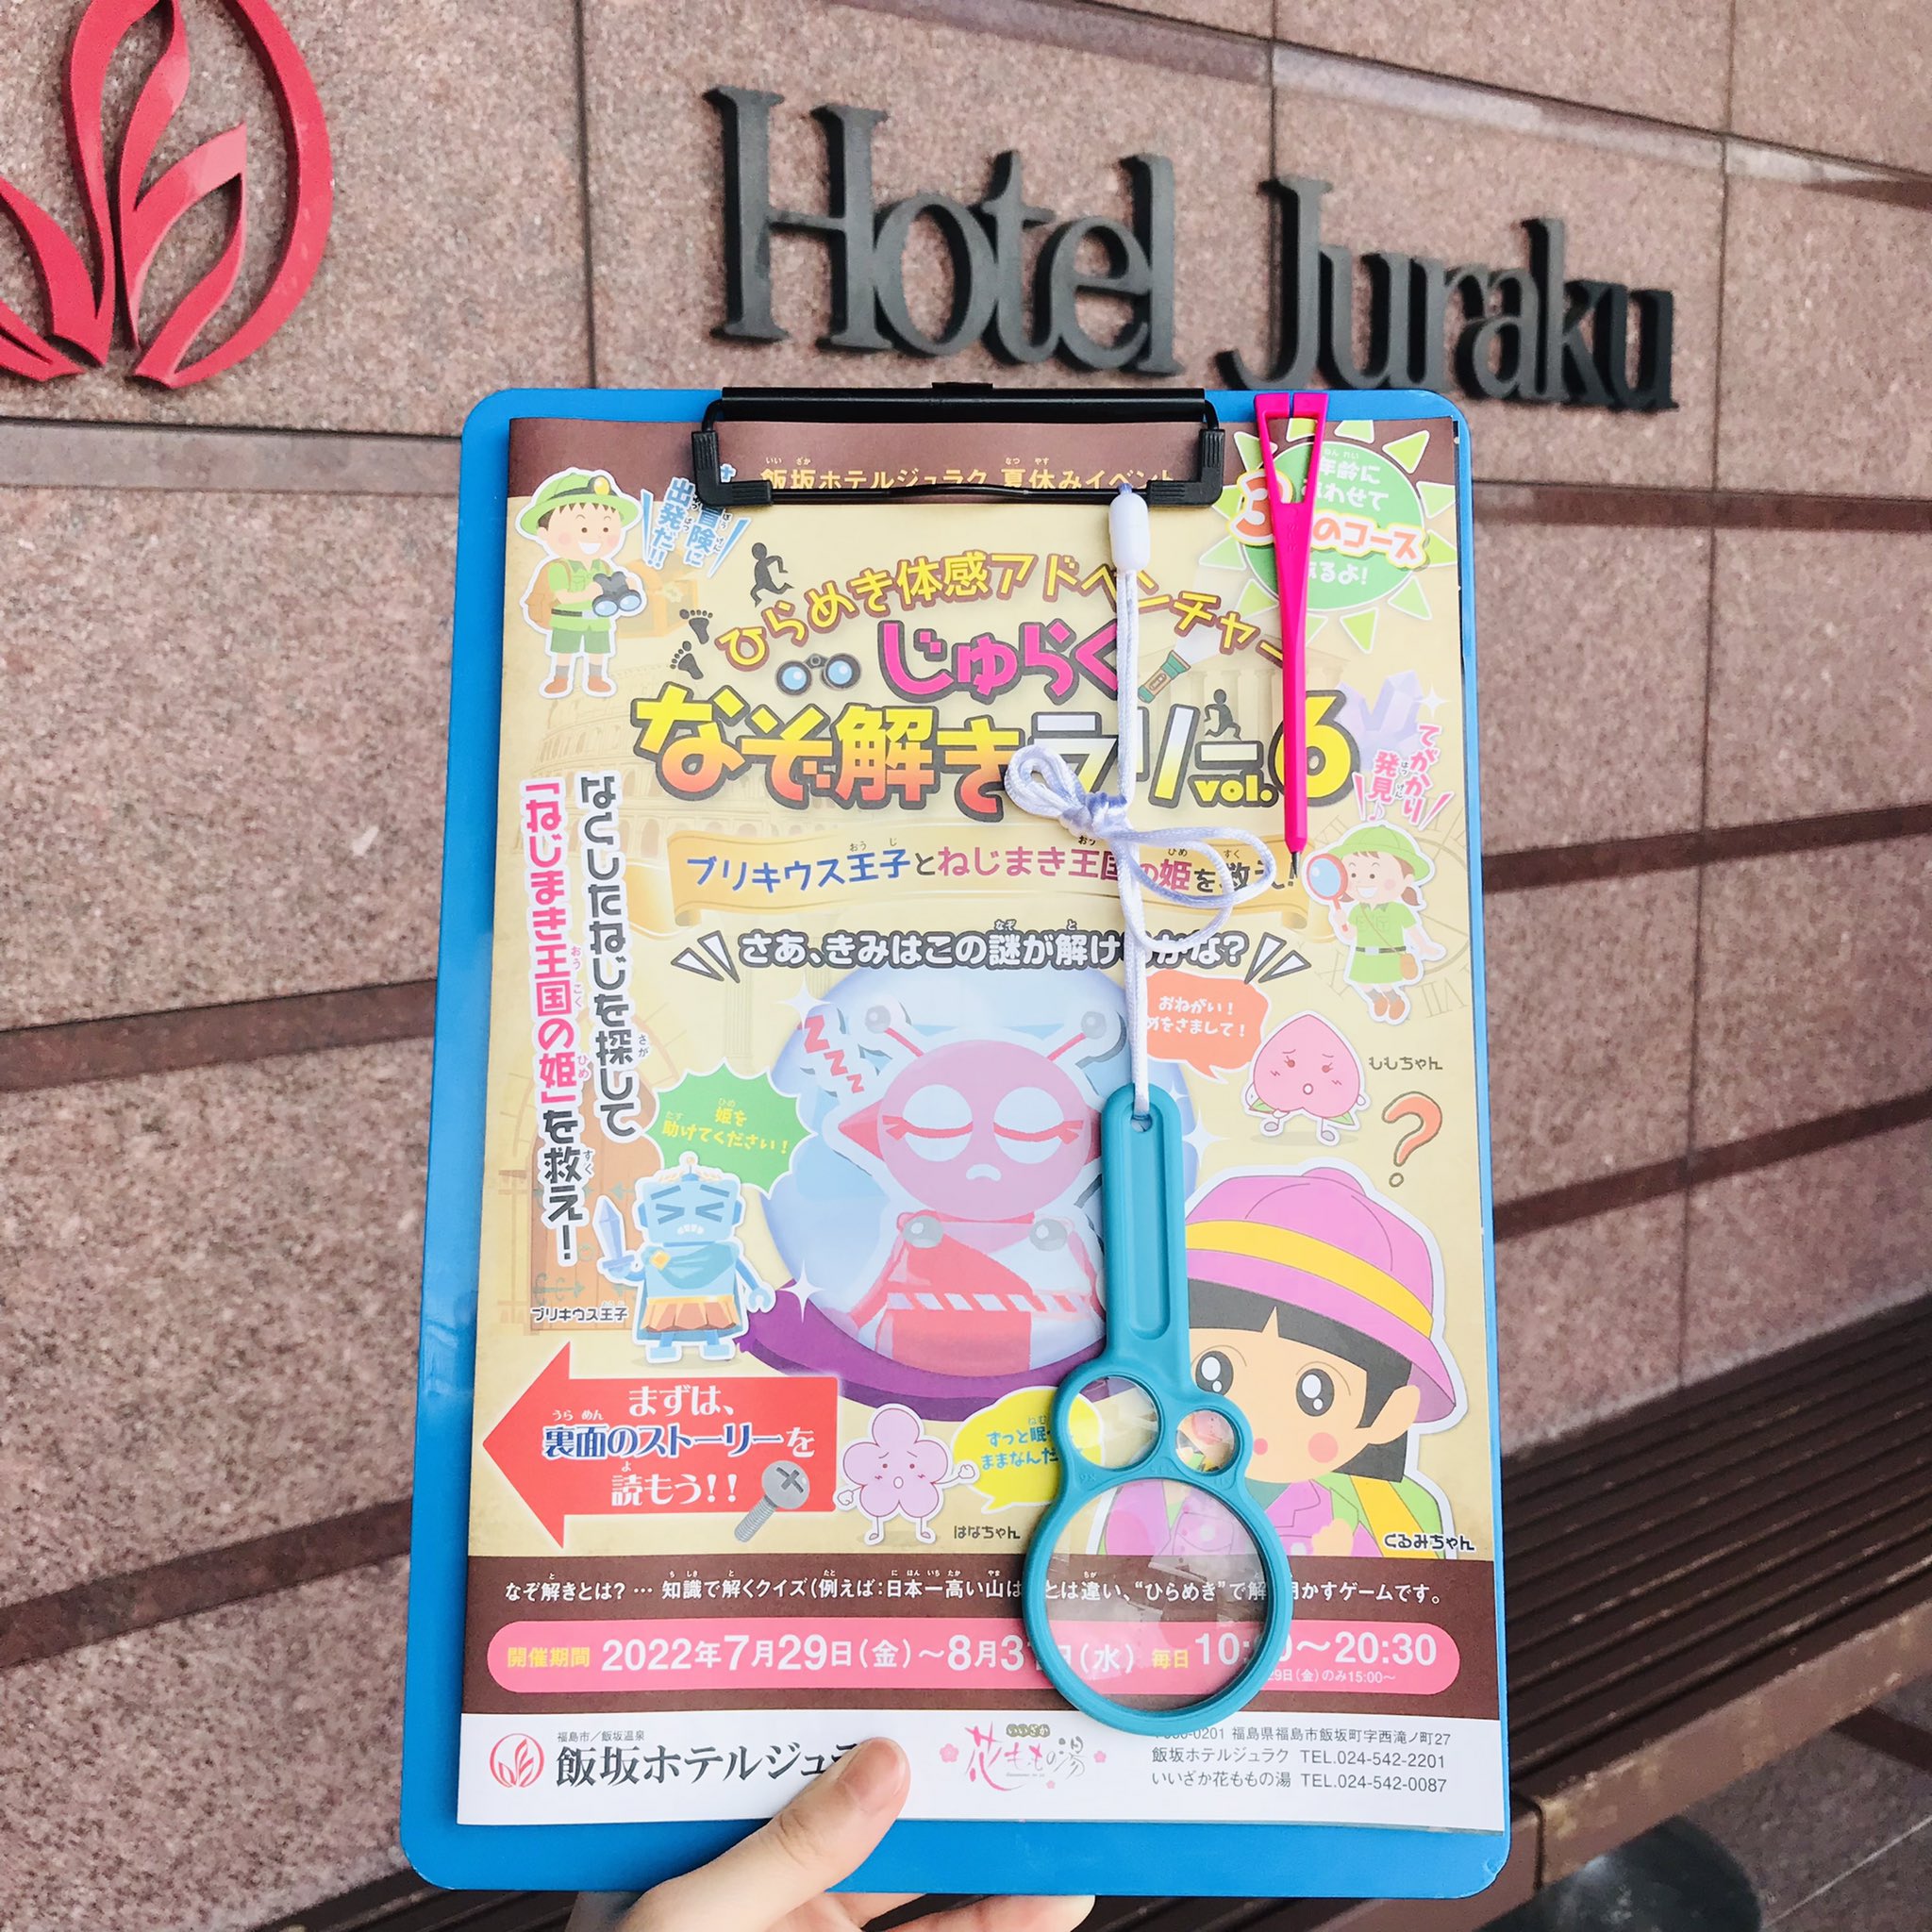 Hotel Juraku
飯坂ホテルジュラク 夏休みイベント
冒険に
出発だ!!
年齢に
あわせて
3つのコース
あるよ!
ひらめき体感アドベンチャー
じゅらく
なぞ解きラリー vol.6
てがかり
発見♪
ブリキウス王子とねじまき王国の姫を救え!
さあ、きみはこの謎が解けるかな?
なくしたねじを探して
「ねじまき王国の姫」を救え!
zzzz
おねがい!
めをさまして!
ももちゃん
?
姫を
助けてください!
ブリキウス王子
まずは、
裏面のストーリーを
読もう!!
ずっと眠
ままなんだ
はなちゃん
くるみちゃん
なぞ解きとは? … 知識で解くクイズ(例えば:日本一高い山は とは違い、“ひらめき”で解 明かすゲームです。
開催期間 2022年7月29日(金)~8月31日(水) 毎日 10:00~20:30
29日(金)のみ15:00~
福島市/飯坂温泉
飯坂ホテルジュラ
いいざか
花ももの湯
0201 福島県福島市飯坂町字西滝ノ町27
飯坂ホテルジュラク TEL.024-542-2201
いいざか花ももの湯 TEL.024-542-0087